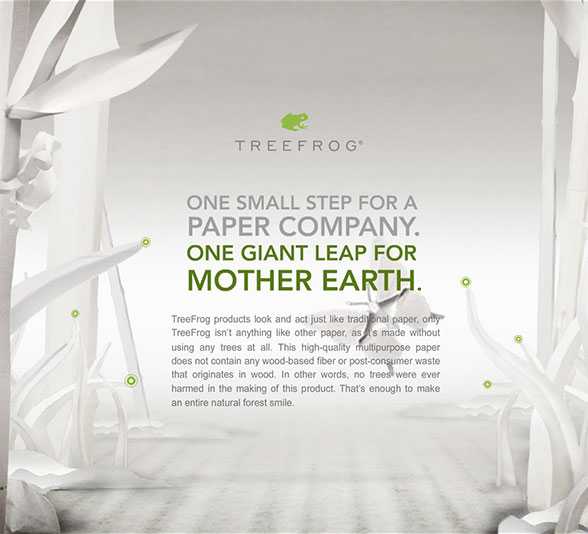 TREEFROG®
ONE SMALL STEP FOR A
PAPER COMPANY.
ONE GIANT LEAP FOR
MOTHER EARTH.
TreeFrog products look and act just like traditional paper, only
TreeFrog isn't anything like other paper, as it's made without
using any trees at all. This high-quality multipurpose paper
does not contain any wood-based fiber or post-consumer waste
that originates in wood. In other words, no trees were ever
harmed in the making of this product. That's enough to make
an entire natural forest smile.